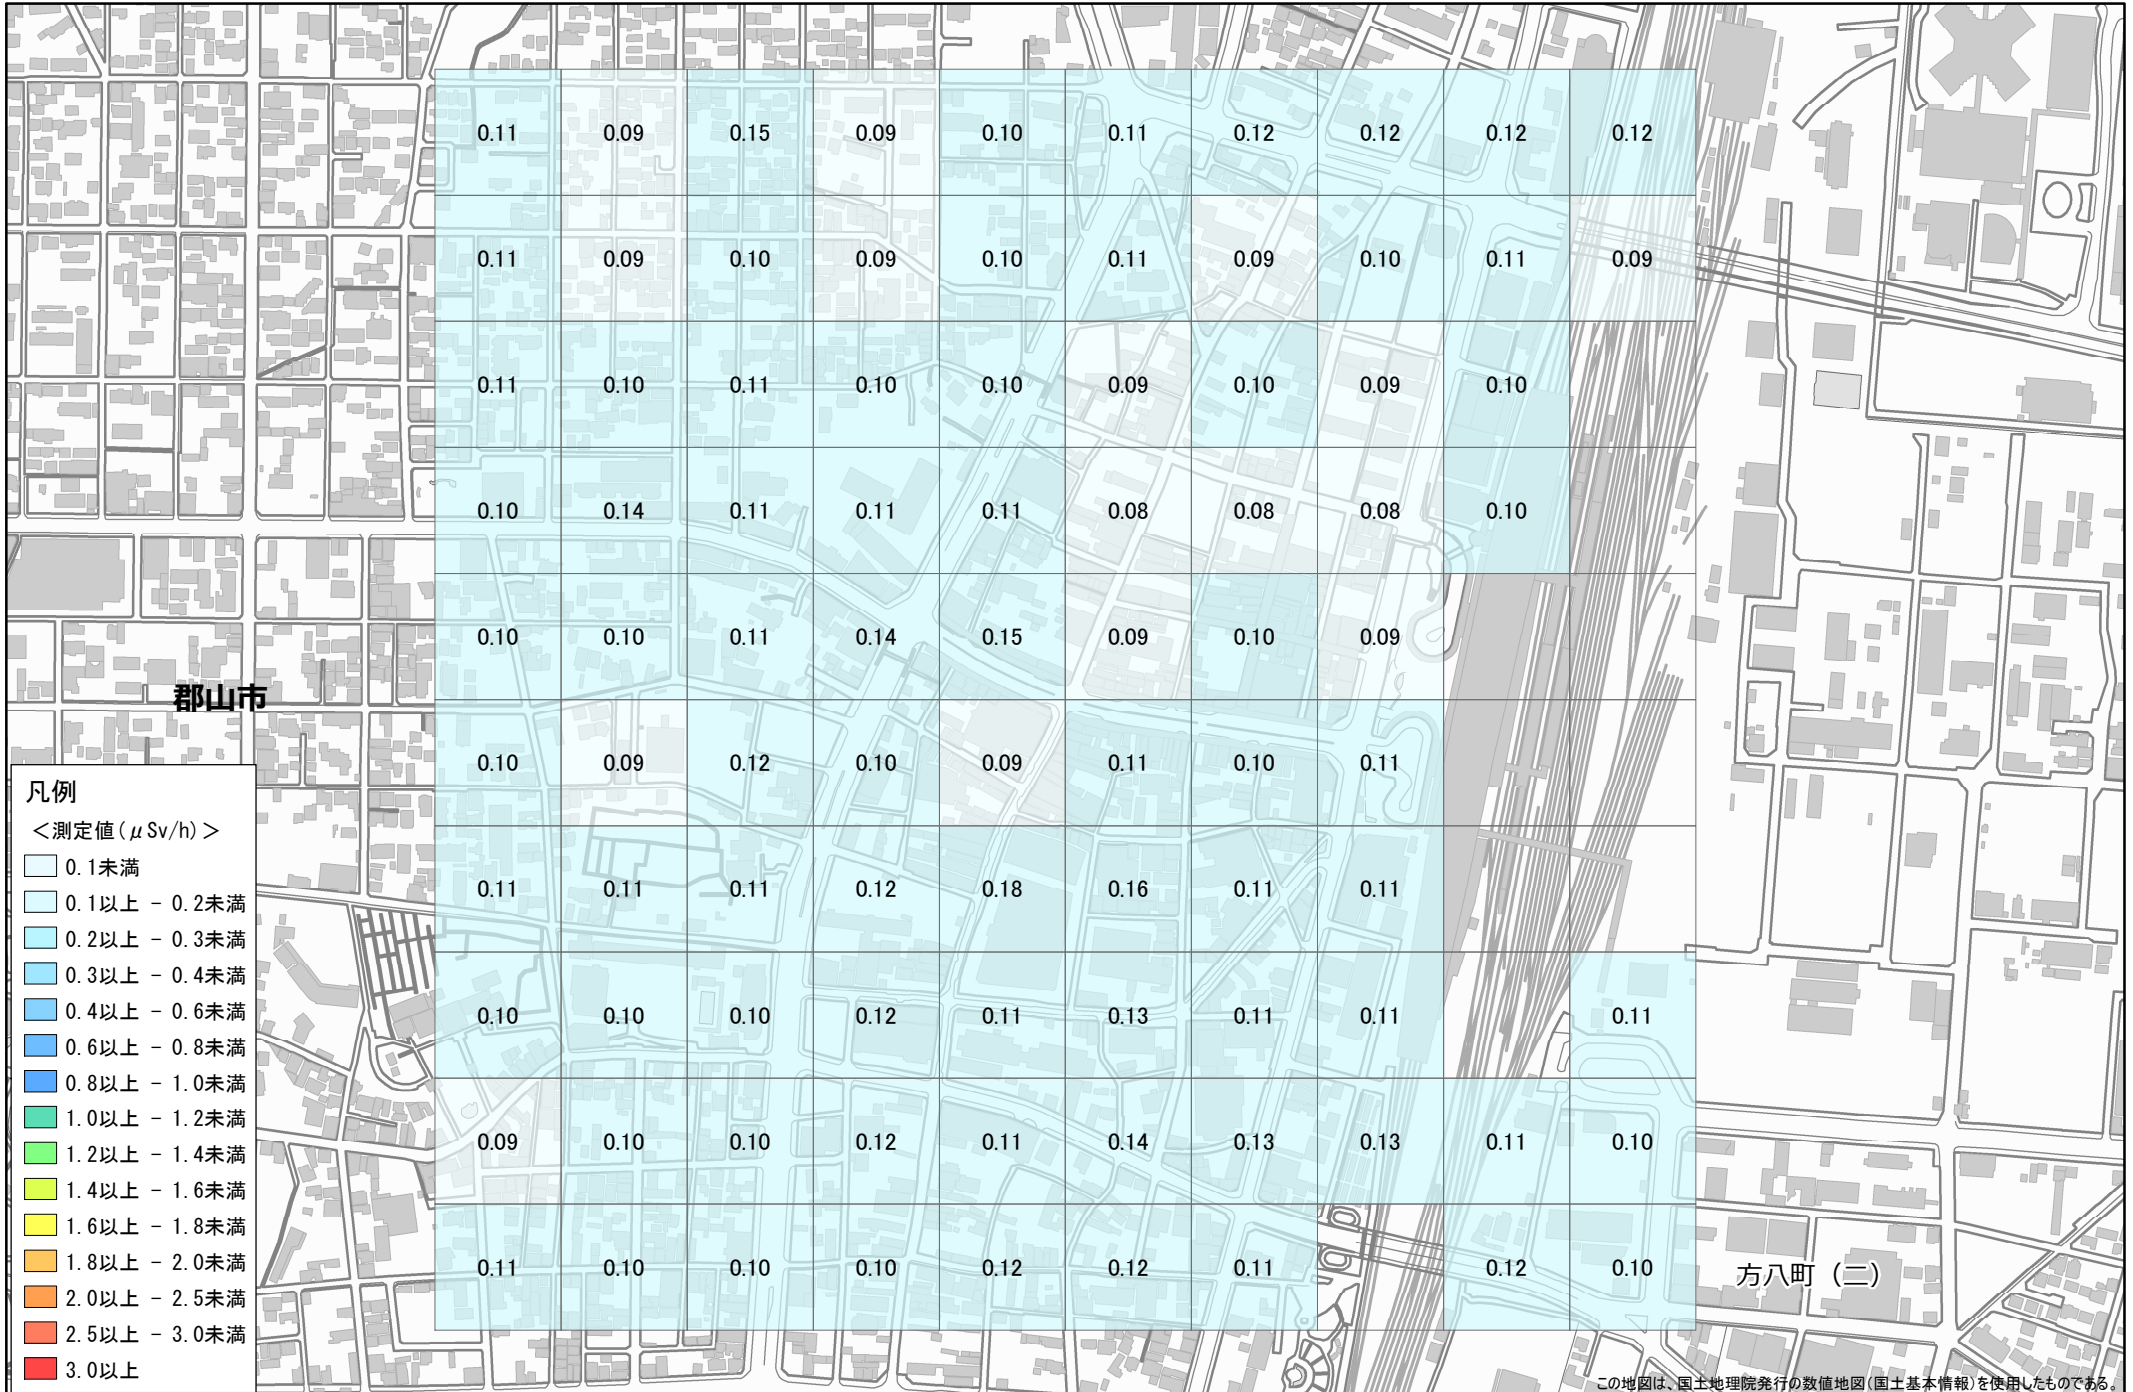 0.11 0.09 0.15 0.09 0.10 0.11 0.12 0.12 0.12 0.12
0.11 0.09 0.10 0.09 0.10 0.11 0.09 0.10 0.11 0.09
0.11 0.10 0.11 0.10 0.10 0.09 0.10 0.09 0.10
0.10 0.14 0.11 0.11 0.11 0.08 0.08 0.08 0.10
0.10 0.10 0.11 0.14 0.15 0.09 0.10 0.09
郡山市
0.10 0.09 0.12 0.10 0.09 0.11 0.10 0.11
0.11 0.11 0.11 0.12 0.18 0.16 0.11 0.11
0.10 0.10 0.10 0.12 0.11 0.13 0.11 0.11 0.11
0.09 0.10 0.10 0.12 0.11 0.14 0.13 0.13 0.11 0.10
0.11 0.10 0.10 0.10 0.12 0.12 0.11 0.12 0.10
方八町（二）
凡例
＜測定値(μSv/h)＞
0.1未満
0.1以上 - 0.2未満
0.2以上 - 0.3未満
0.3以上 - 0.4未満
0.4以上 - 0.6未満
0.6以上 - 0.8未満
0.8以上 - 1.0未満
1.0以上 - 1.2未満
1.2以上 - 1.4未満
1.4以上 - 1.6未満
1.6以上 - 1.8未満
1.8以上 - 2.0未満
2.0以上 - 2.5未満
2.5以上 - 3.0未満
3.0以上
この地図は、国土地理院発行の数値地図（国土基本情報）を使用したものである。